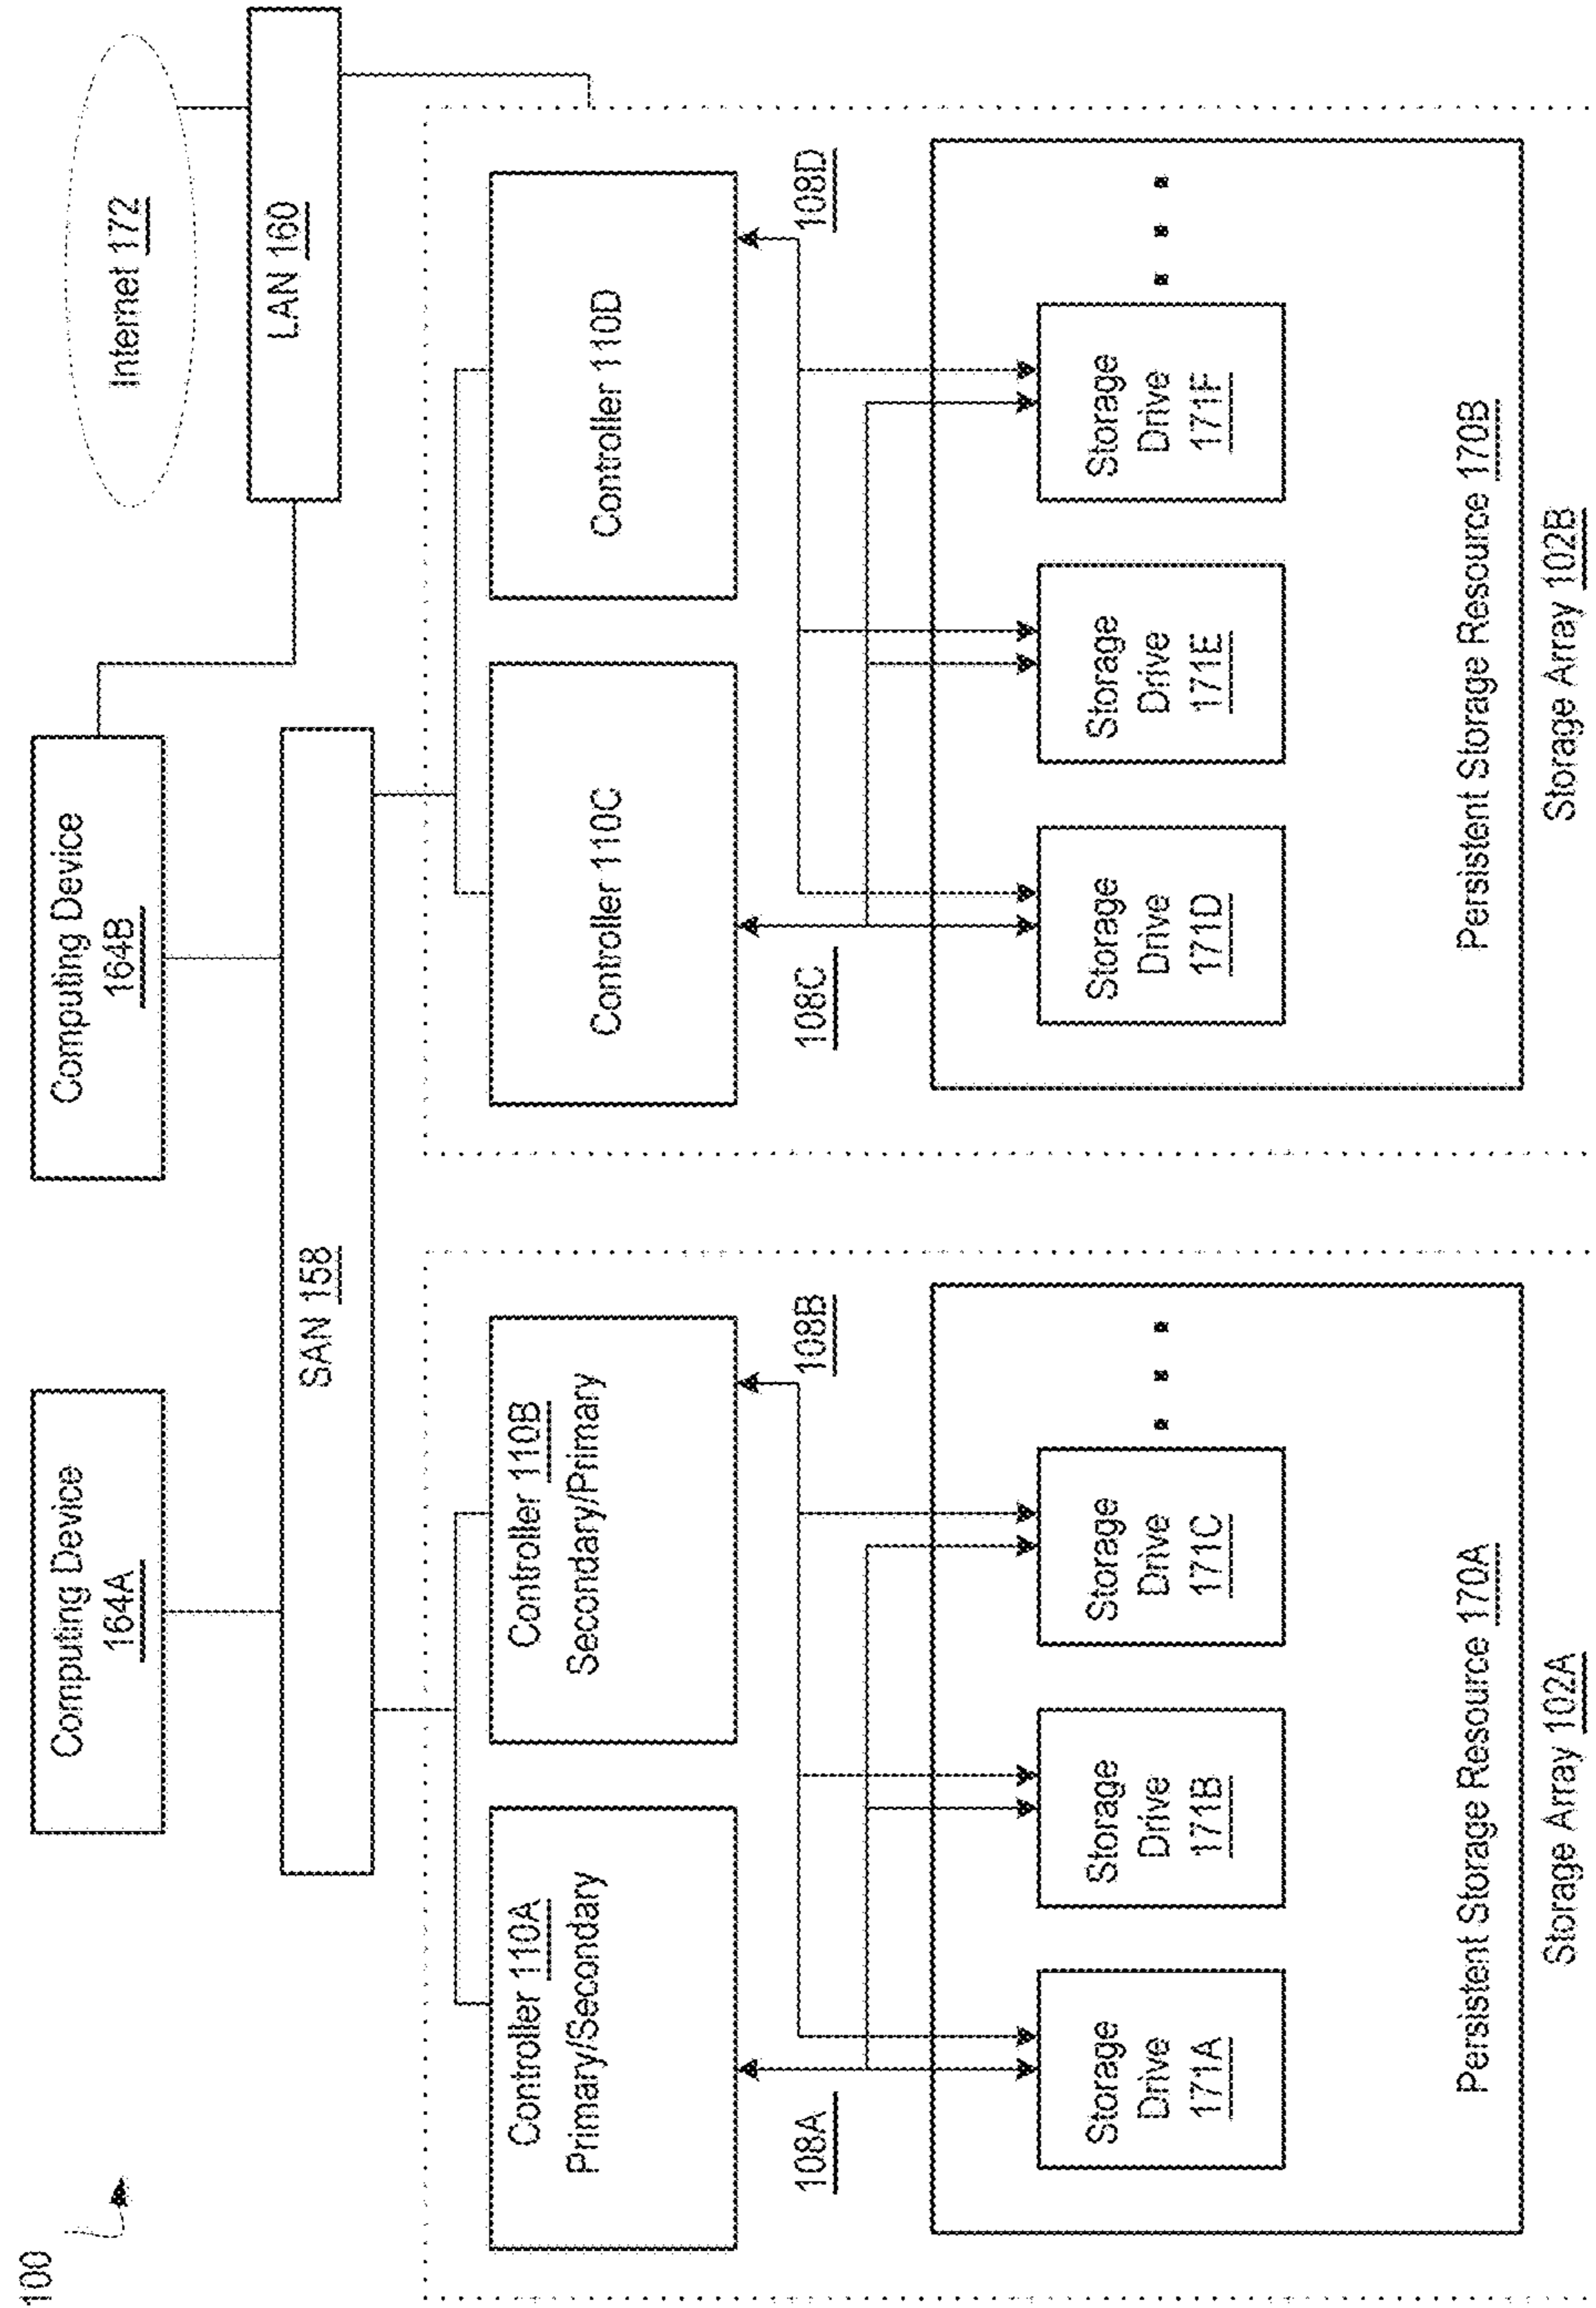 100
Computing Device
164A
Computing Device
164B
Internet 172
SAN 158
LAN 160
Controller 110A
Primary/Secondary
Controller 110B
Secondary/Primary
Controller 110C
Controller 110D
108A
108B
108C
108D
Storage
Drive
171A
Storage
Drive
171B
Storage
Drive
171C
Storage
Drive
171D
Storage
Drive
171E
Storage
Drive
171F
Persistent Storage Resource 170A
Persistent Storage Resource 170B
Storage Array 102A
Storage Array 102B